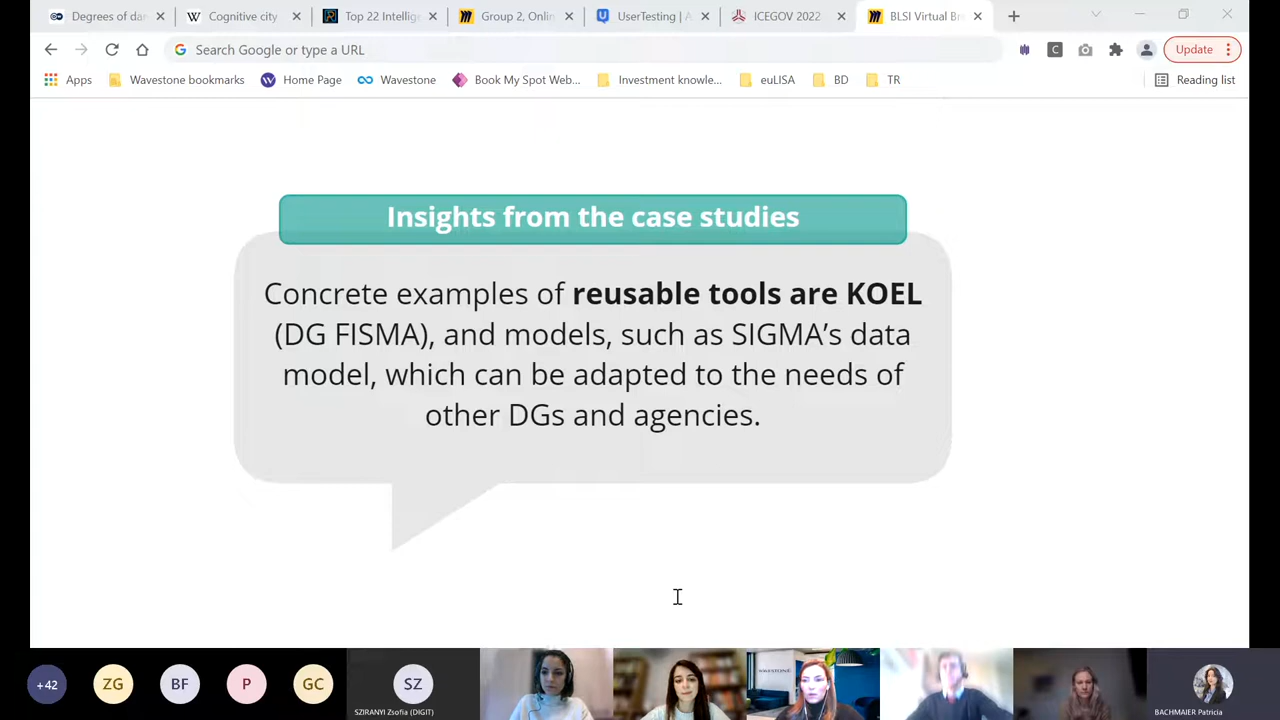 Degrees of da
Cognitive city
Top 22 Intellige
Group 2, Onlin
UserTesting | A
ICEGOV 2022
BLSI Virtual Br
Search Google or type a URL
C
Update
Apps
Wavestone bookmarks
Home Page
Wavestone
Book My Spot Web...
Investment knowle...
euLISA
BD
TR
Reading list
Insights from the case studies
Concrete examples of reusable tools are KOEL
(DG FISMA), and models, such as SIGMA's data
model, which can be adapted to the needs of
other DGs and agencies.
+42
ZG
BF
P
GC
SZ
SZIRANYI Zsofia (DIGIT)
WAVESTONE
BACHMAIER Patricia